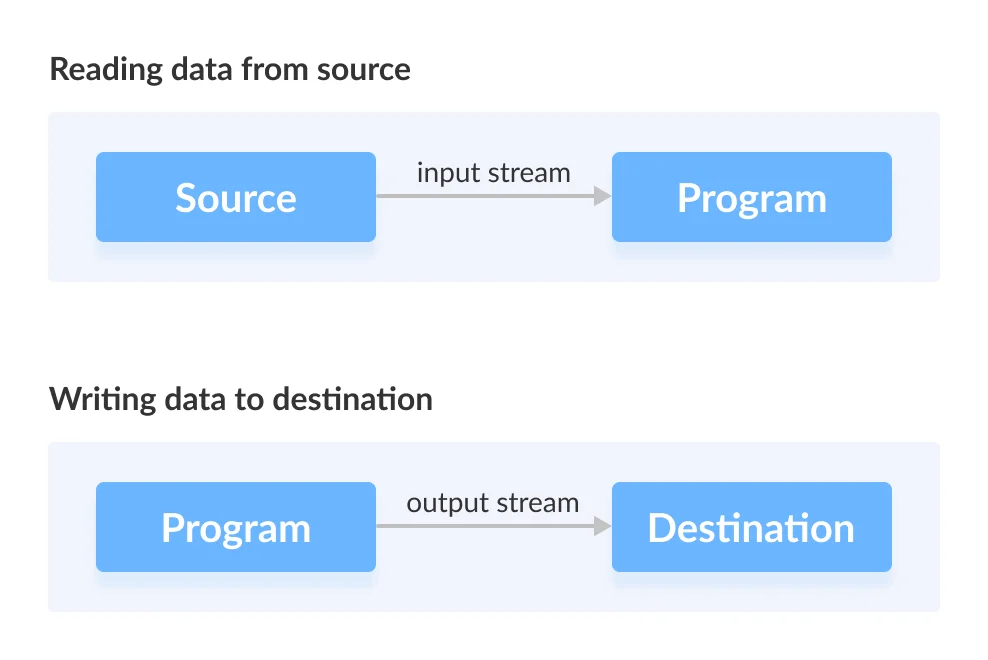 Reading data from source
Source
input stream
Program
Writing data to destination
Program
output stream
Destination